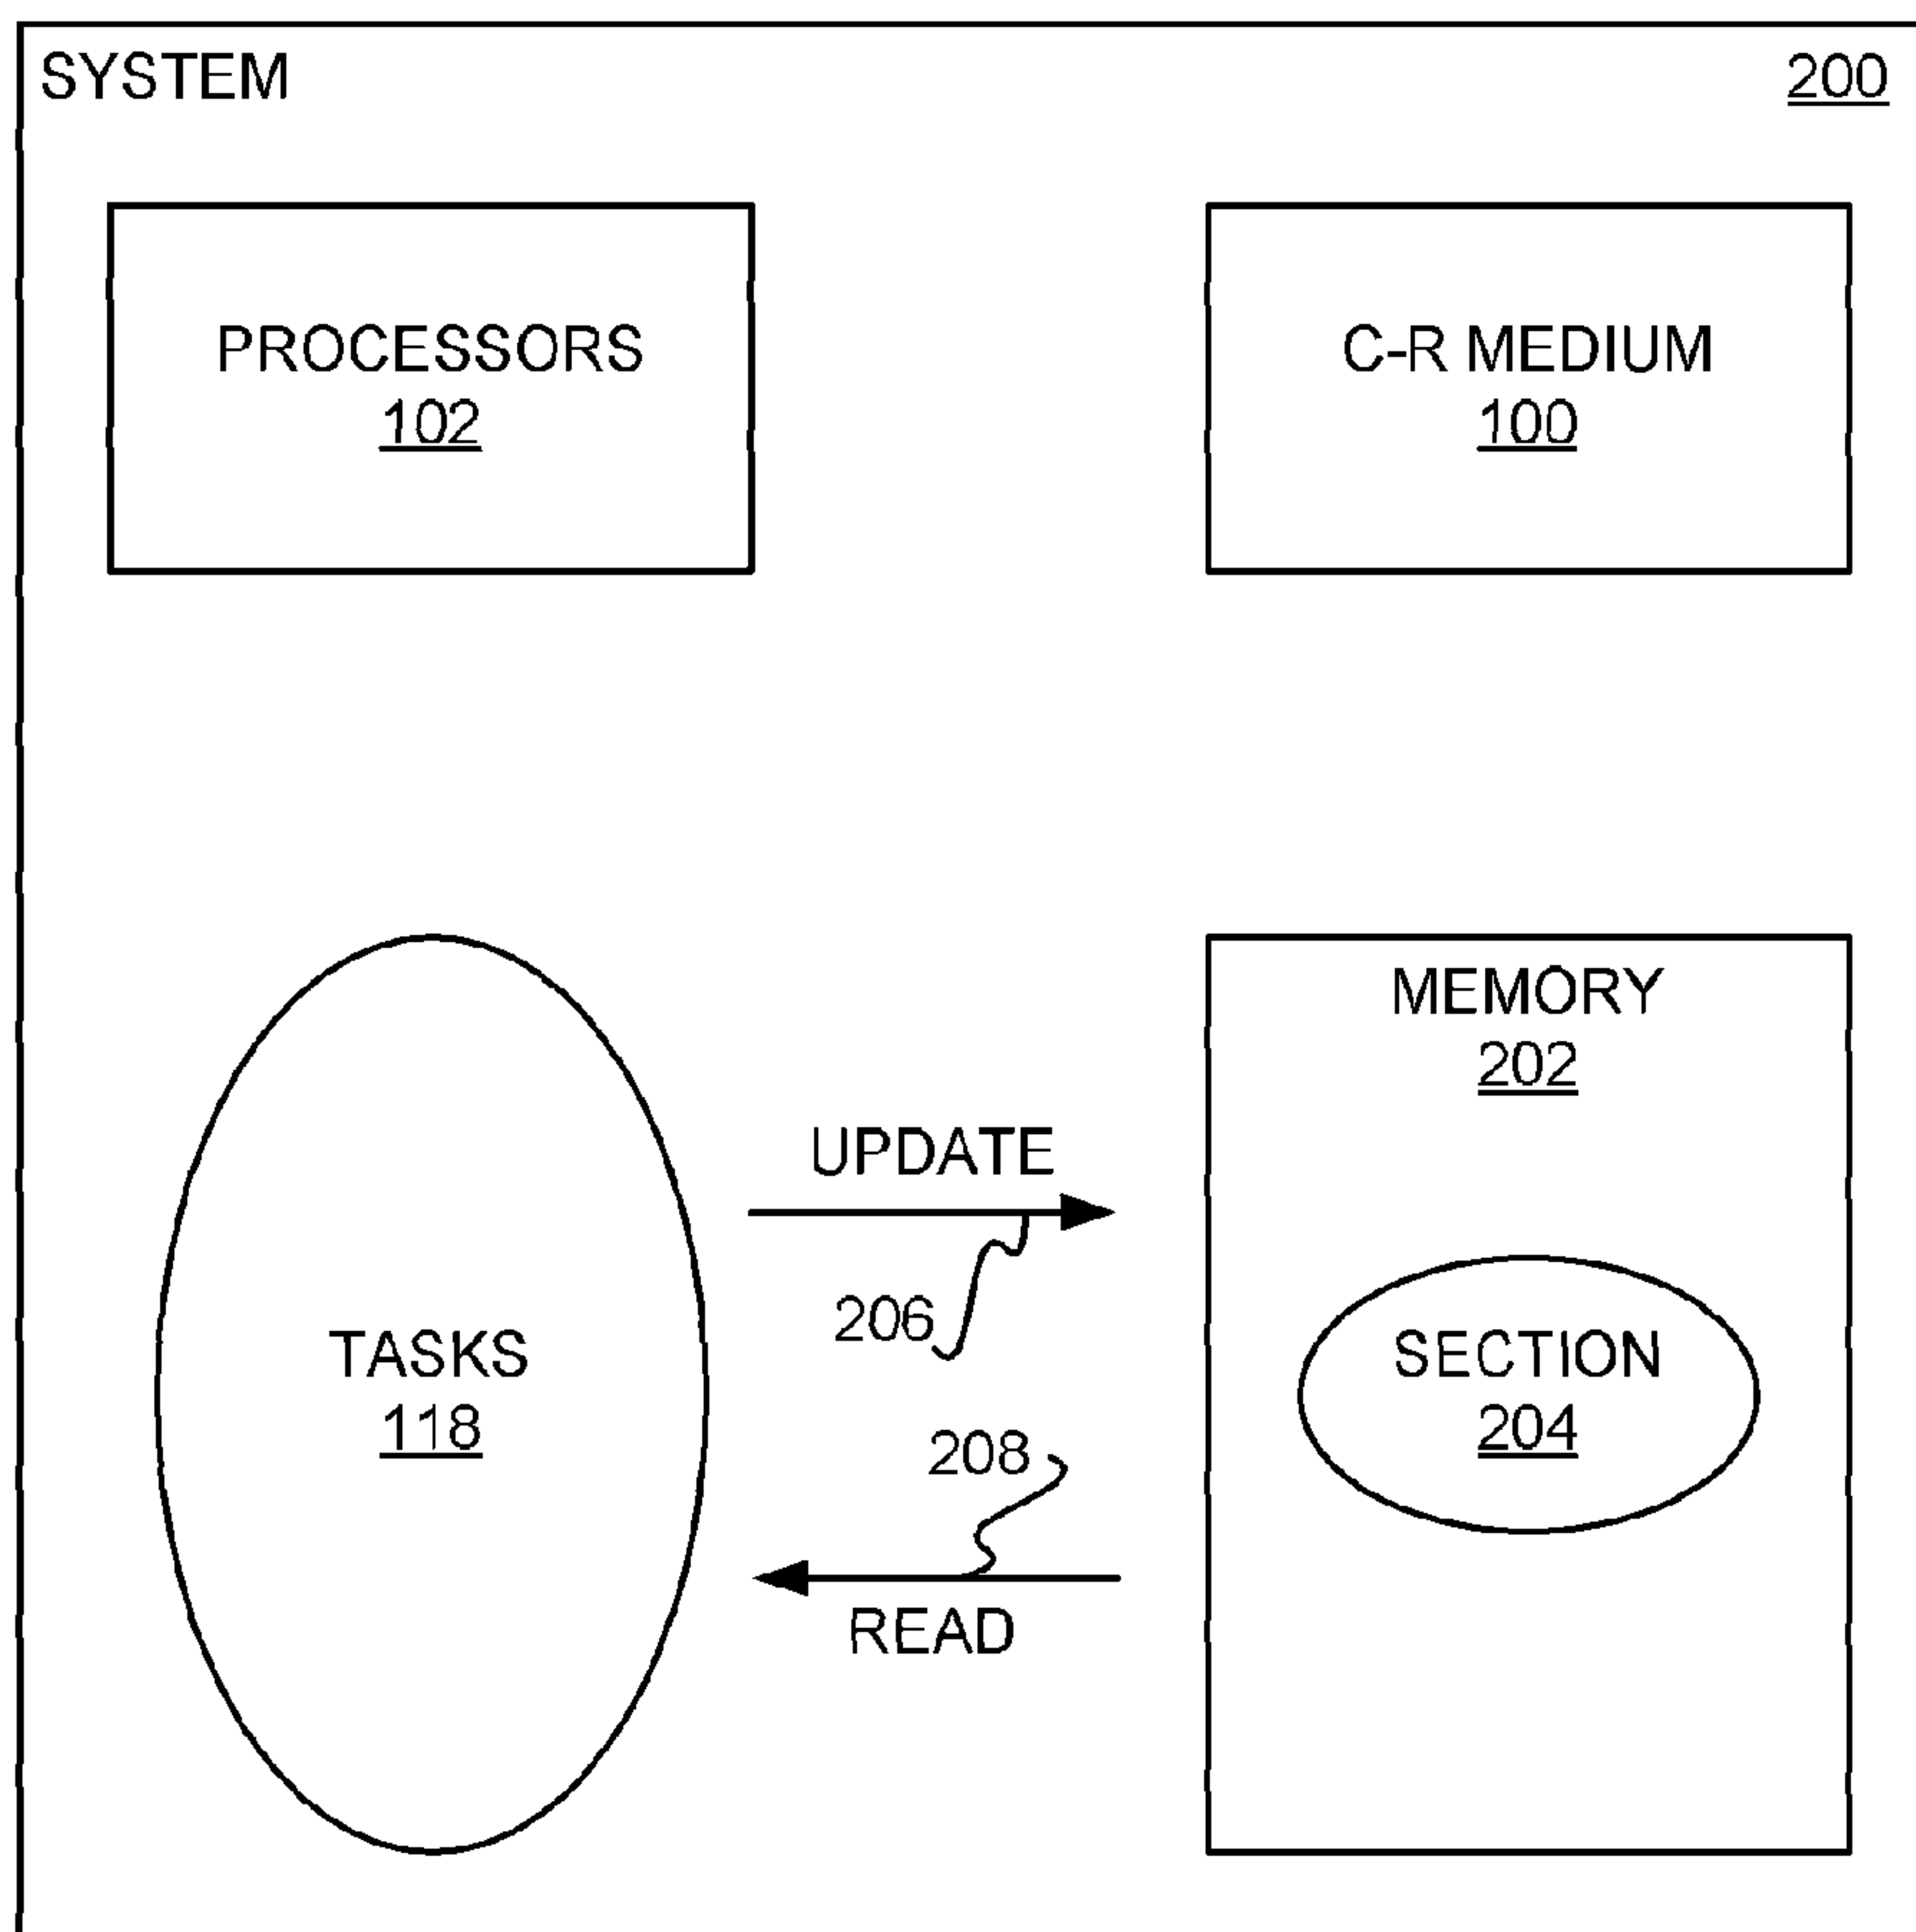 SYSTEM
200
PROCESSORS
102
C-R MEDIUM
100
TASKS
118
UPDATE
206
208
READ
MEMORY
202
SECTION
204